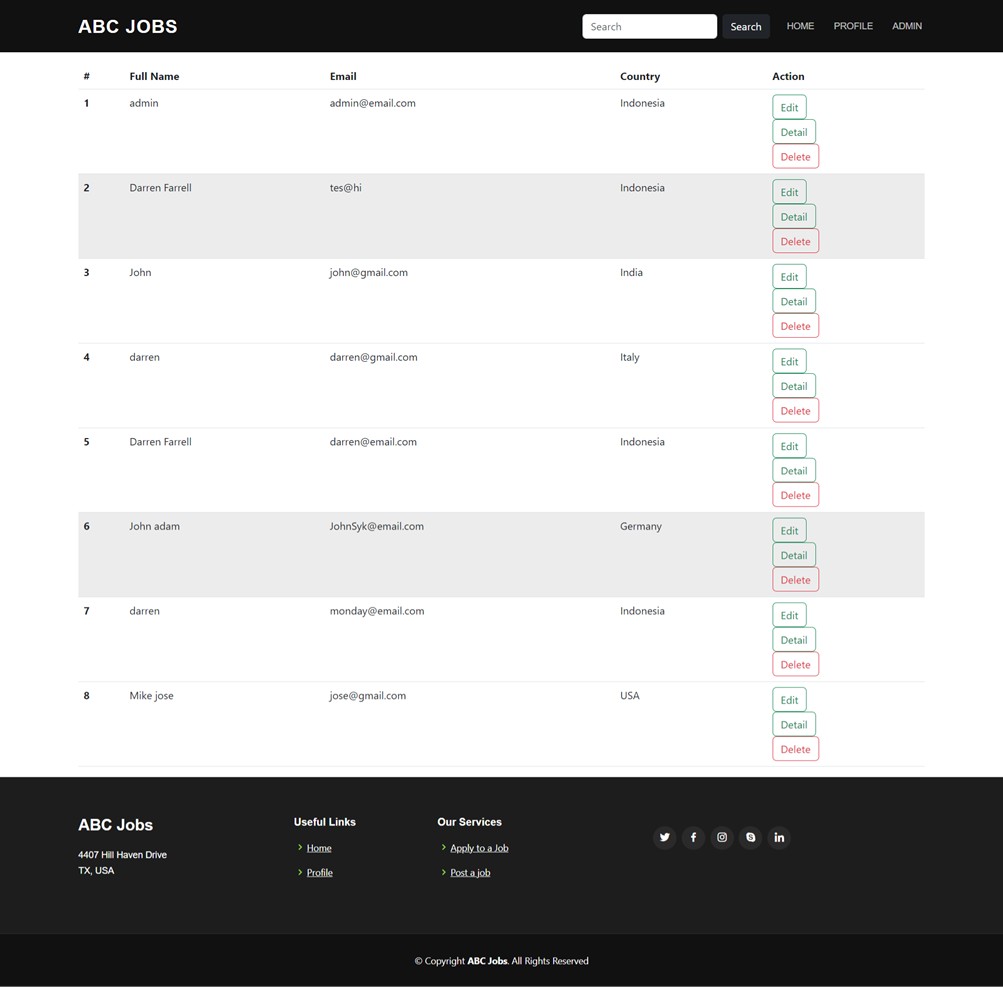 ABC JOBS Search Search HOME PROFILE ADMIN
# Full Name Email Country Action
1 admin admin@email.com Indonesia Edit
Detail
Delete
2 Darren Farrell tes@hi Indonesia Edit
Detail
Delete
3 John john@gmail.com India Edit
Detail
Delete
4 darren darren@gmail.com Italy Edit
Detail
Delete
5 Darren Farrell darren@email.com Indonesia Edit
Detail
Delete
6 John adam JohnSyk@email.com Germany Edit
Detail
Delete
7 darren monday@email.com Indonesia Edit
Detail
Delete
8 Mike jose jose@gmail.com USA Edit
Detail
Delete
ABC Jobs
4407 Hill Haven Drive
TX, USA
Useful Links
Home
Profile
Our Services
Apply to a Job
Post a job
© Copyright ABC Jobs. All Rights Reserved